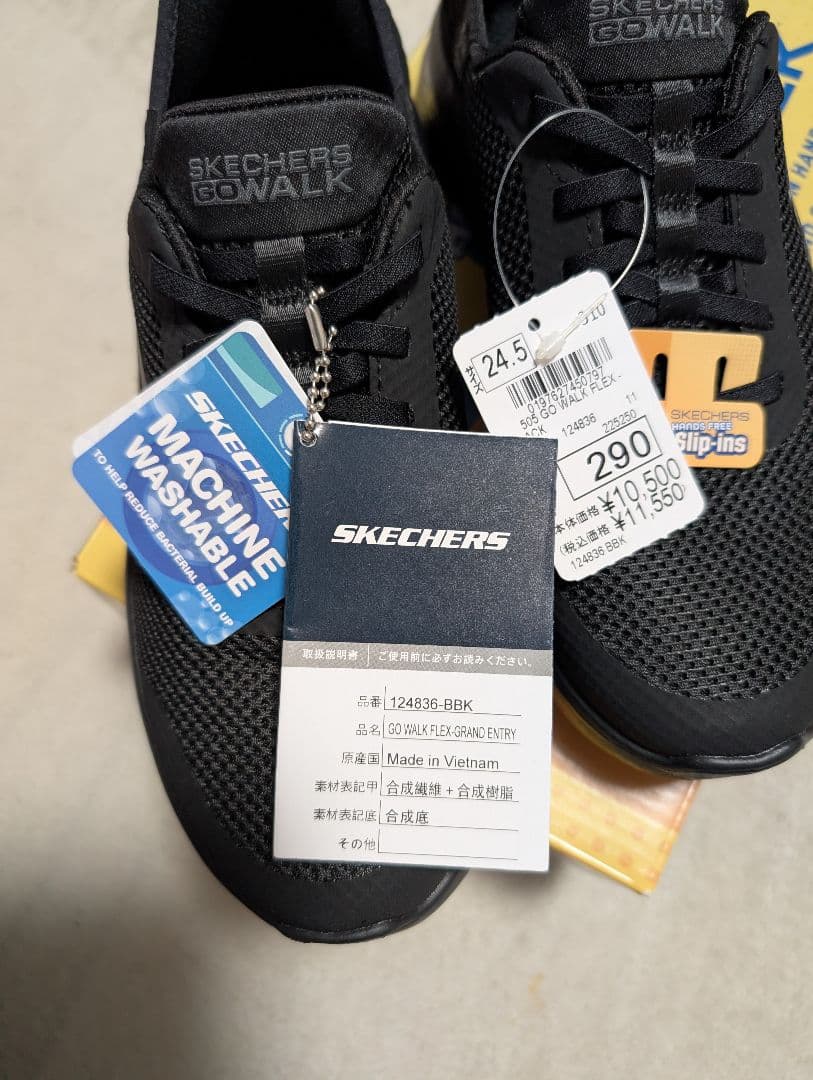 SKECHERS
GOWALK
SKECHERS
GOWALK
SKECHERS
MACHINE
WASHABLE
TO HELP REDUCE BACTERIAL BUILD UP
SKECHERS
取扱説明書 ご使用前に必ずお読みください。
品番 124836-BBK
品名 GO WALK FLEX-GRAND ENTRY
原産国 Made in Vietnam
素材表記甲 合成繊維+合成樹脂
素材表記底 合成底
その他
サイズ 24.5
0197627450797
505 GO WALK FLEX -
124836 11
225250
290
本体価格 ¥10,500
(税込価格 ¥11,550)
124836 BBK
SKECHERS
HANDS FREE
Slip-ins